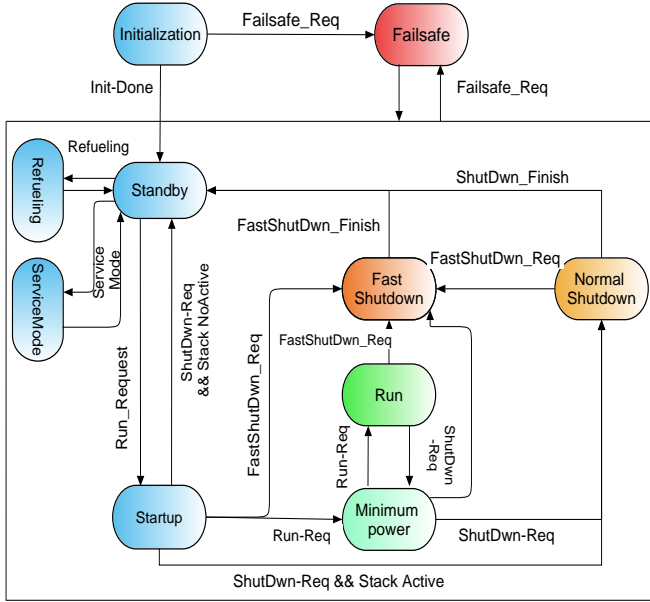 Initialization
Failsafe_Req
Failsafe
Init-Done
Failsafe_Req
Refueling
Refueling
Standby
ShutDwn_Finish
FastShutDwn_Finish
Service
Mode
ServiceMode
ShutDwn-Req
&& Stack NoActive
FastShutDwn_Req
Fast
Shutdown
Normal
Shutdown
Run_Request
FastShutDwn_Req
FastShutDwn_Req
Run
Run-Req
ShutDwn
-Req
Startup
Run-Req
Minimum
power
ShutDwn-Req
ShutDwn-Req && Stack Active